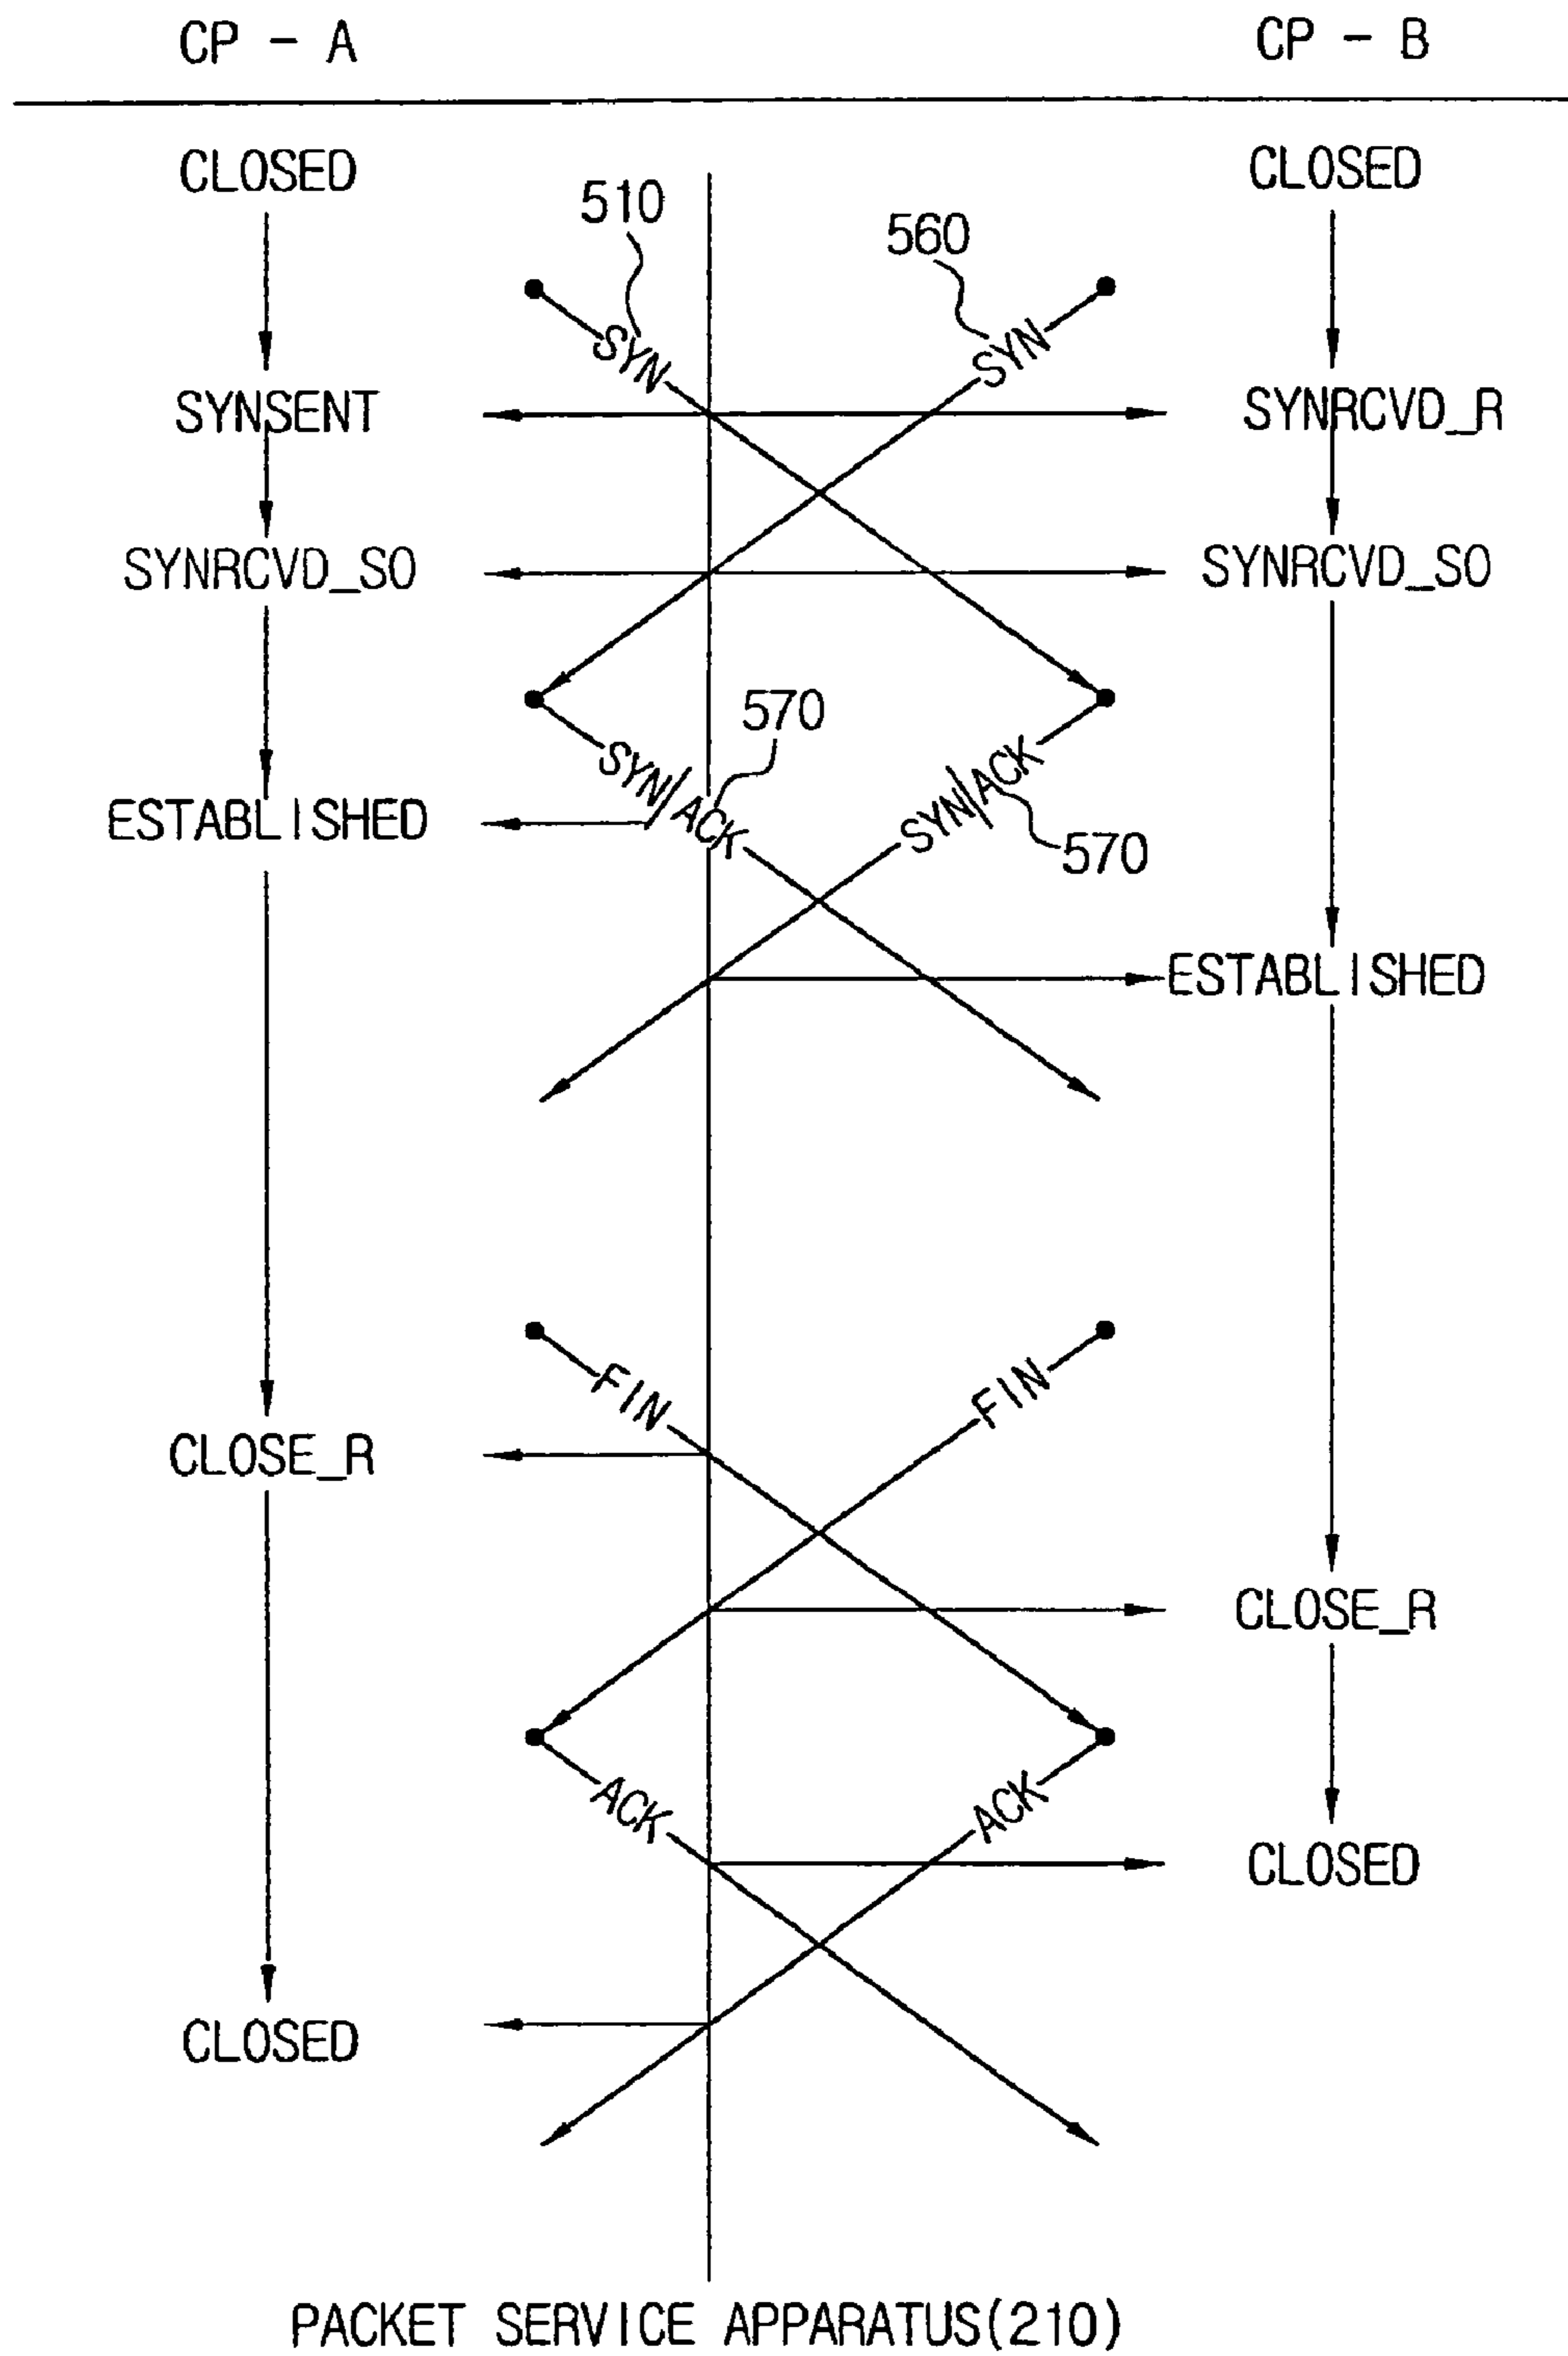 CP - A CP - B
CLOSED CLOSED
510
560
SYN SYN
SYNSENT SYNRCVD_R
SYNRCVD_SO SYNRCVD_SO
570
SYN/ACK SYN/ACK
ESTABLISHED
570
ESTABLISHED
FIN FIN
CLOSE_R
CLOSE_R
ACK ACK
CLOSED
CLOSED
PACKET SERVICE APPARATUS(210)